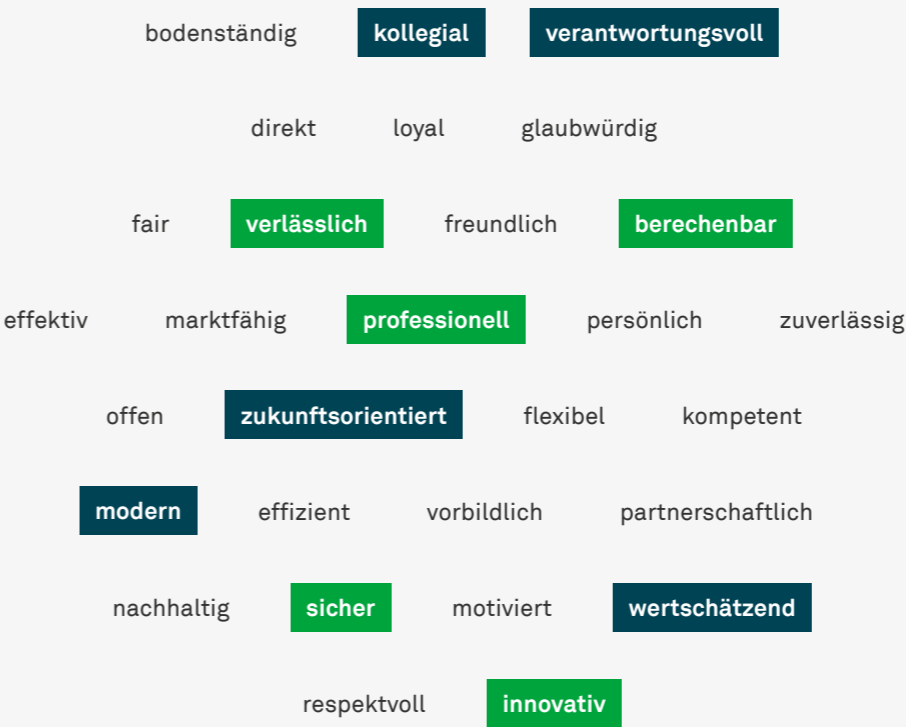 bodenständig kollegial verantwortungsvoll
direkt loyal glaubwürdig
fair verlässlich freundlich berechenbar
effektiv marktfähig professionell persönlich zuverlässig
offen zukunftsorientiert flexibel kompetent
modern effizient vorbildlich partnerschaftlich
nachhaltig sicher motiviert wertschätzend
respektvoll innovativ